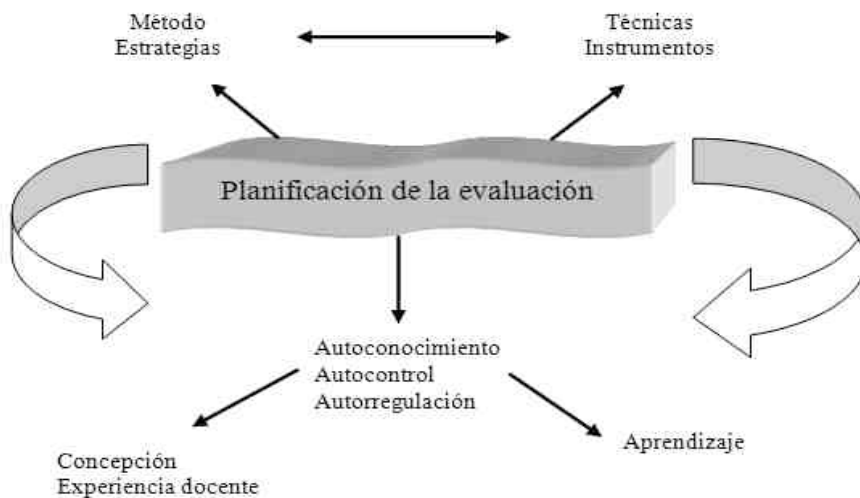 Método
Estrategias
Técnicas
Instrumentos
Planificación de la evaluación
Autoconocimiento
Autocontrol
Autorregulación
Aprendizaje
Concepción
Experiencia docente